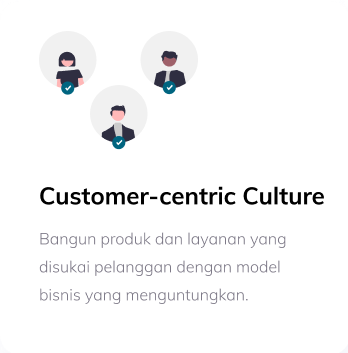 Customer-centric Culture
Bangun produk dan layanan yang
disukai pelanggan dengan model
bisnis yang menguntungkan.